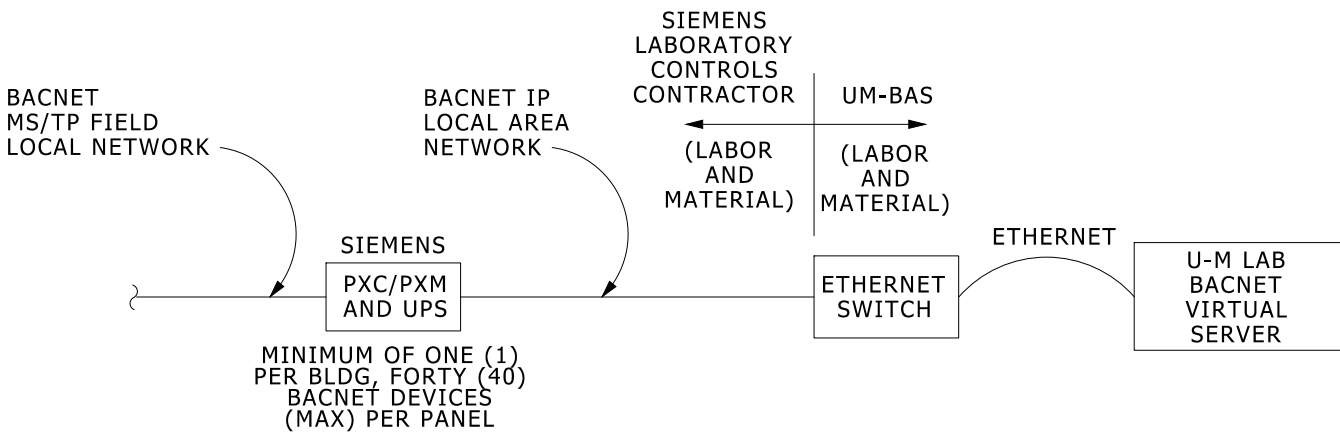 SIEMENS
LABORATORY
CONTROLS
CONTRACTOR
UM-BAS
(LABOR
AND
MATERIAL)
(LABOR
AND
MATERIAL)
BACNET
MS/TP FIELD
LOCAL NETWORK
BACNET IP
LOCAL AREA
NETWORK
SIEMENS
PXC/PXM
AND UPS
MINIMUM OF ONE (1)
PER BLDG, FORTY (40)
BACNET DEVICES
(MAX) PER PANEL
ETHERNET
SWITCH
ETHERNET
U-M LAB
BACNET
VIRTUAL
SERVER